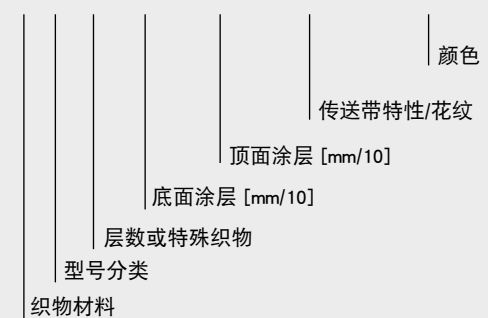 颜色
传送带特性/花纹
顶面涂层 [mm/10]
底面涂层 [mm/10]
层数或特殊织物
型号分类
织物材料